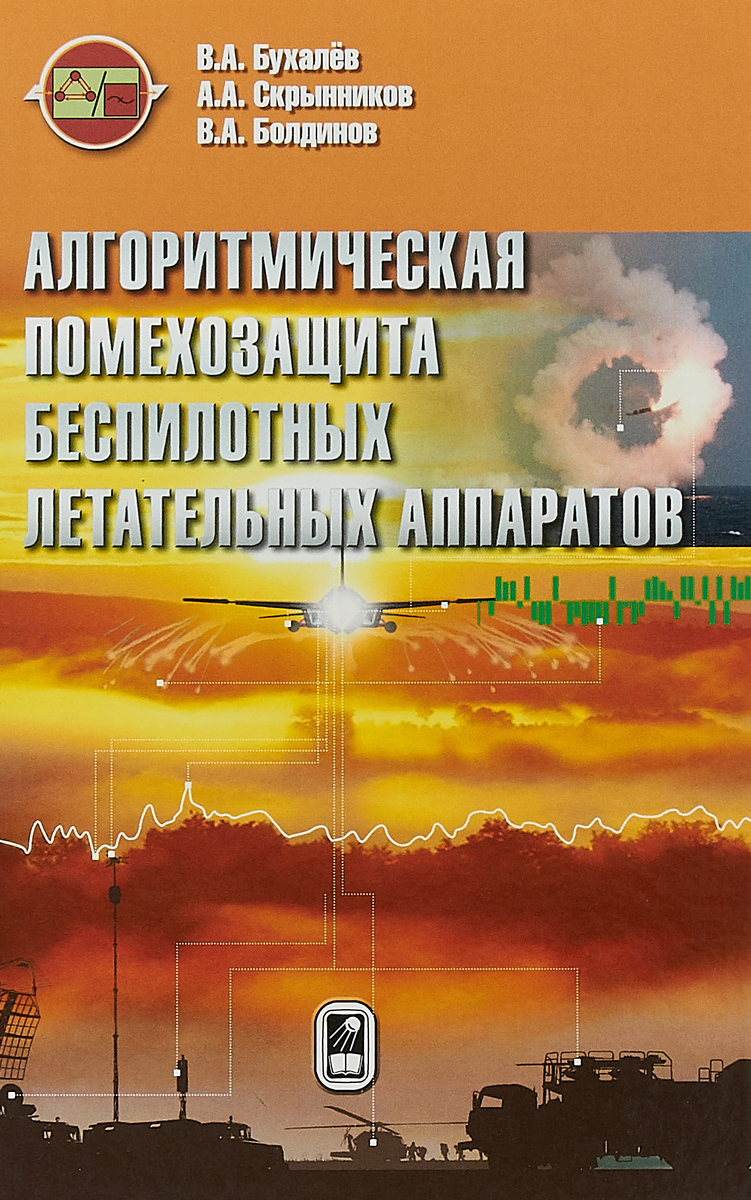 В.А. Бухалёв
А.А. Скрынников
В.А. Болдинов
АЛГОРИТМИЧЕСКАЯ
ПОМЕХОЗАЩИТА
БЕСПИЛОТНЫХ
ЛЕТАТЕЛЬНЫХ АППАРАТОВ